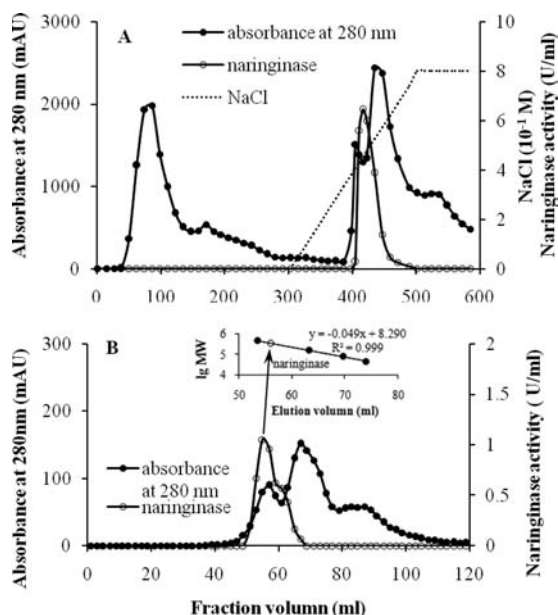 A
absorbance at 280 nm
naringinase
NaCl
Absorbance at 280 nm (mAU)
3000
2000
1000
0
0 100 200 300 400 500 600
10
8
6
4
2
0
NaCl (10⁻¹ M)
Naringinase activity (U/ml)
B
absorbance
at 280 nm
naringinase
Absorbance at 280nm (mAU)
300
200
100
0
0 20 40 60 80 100 120
2
1.5
1
0.5
0
Naringinase activity ( U/ml)
lg MW
6
5
4
y = -0.049x + 8.290
R² = 0.999
naringinase
50 60 70 80
Elution volumn (ml)
Fraction volumn (ml)